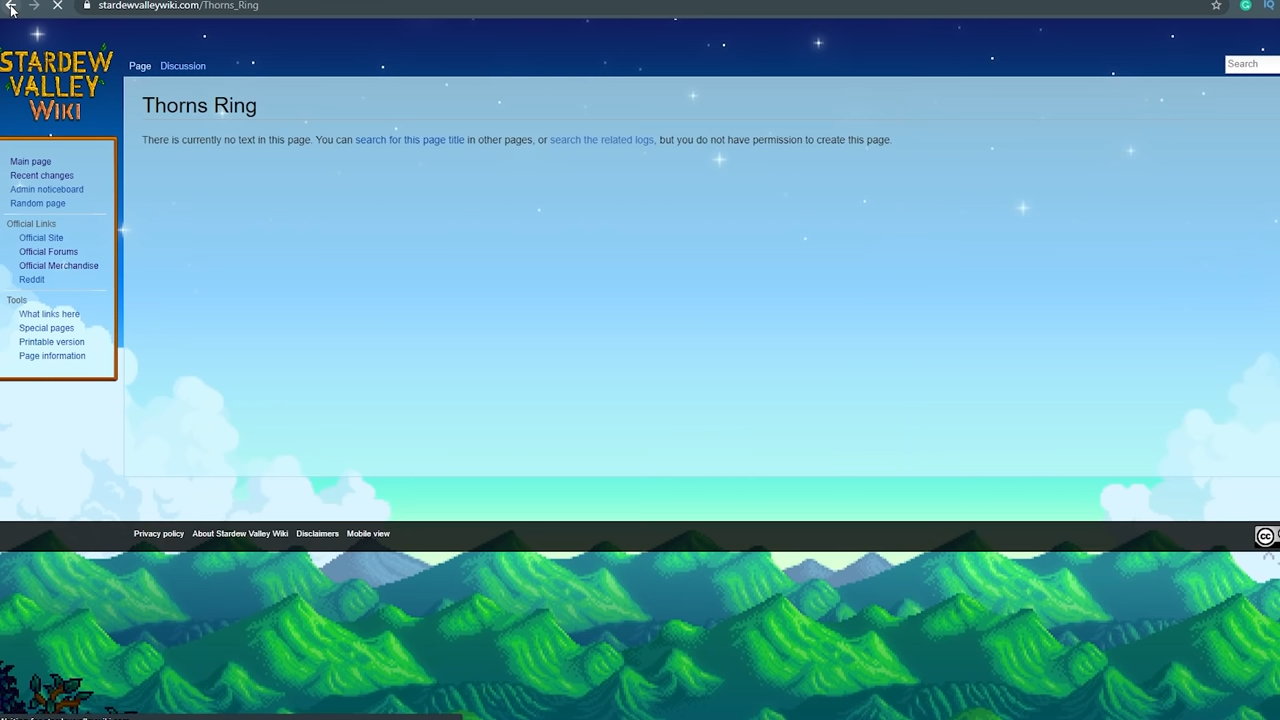 stardewvalleywiki.com/Thorns_Ring
STARDEW
VALLEY
Wiki
Page Discussion
Search
Thorns Ring
There is currently no text in this page. You can search for this page title in other pages, or search the related logs, but you do not have permission to create this page.
Main page
Recent changes
Admin noticeboard
Random page
Official Links
Official Site
Official Forums
Official Merchandise
Reddit
Tools
What links here
Special pages
Printable version
Page information
Privacy policy About Stardew Valley Wiki Disclaimers Mobile view
cc